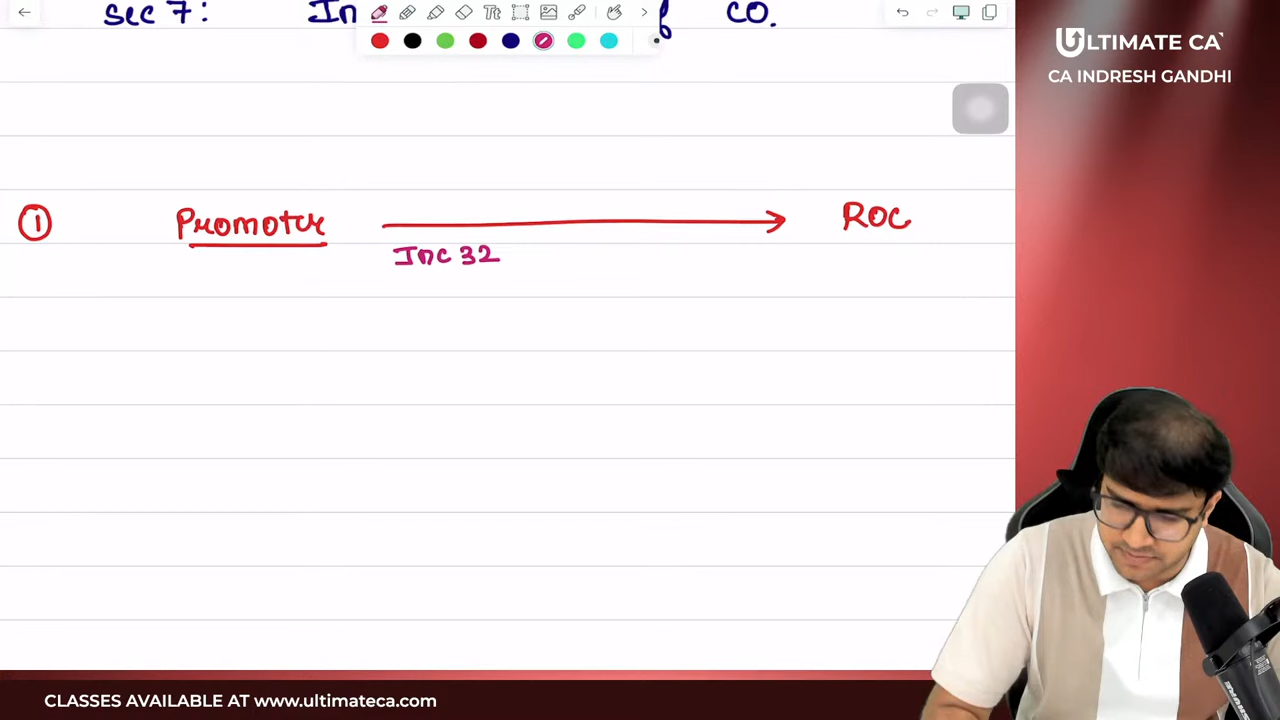 sec 7: In co.
Tt
ULTIMATE CA
CA INDRESH GANDHI
① Promoter ROC
Inc 32
CLASSES AVAILABLE AT www.ultimateca.com